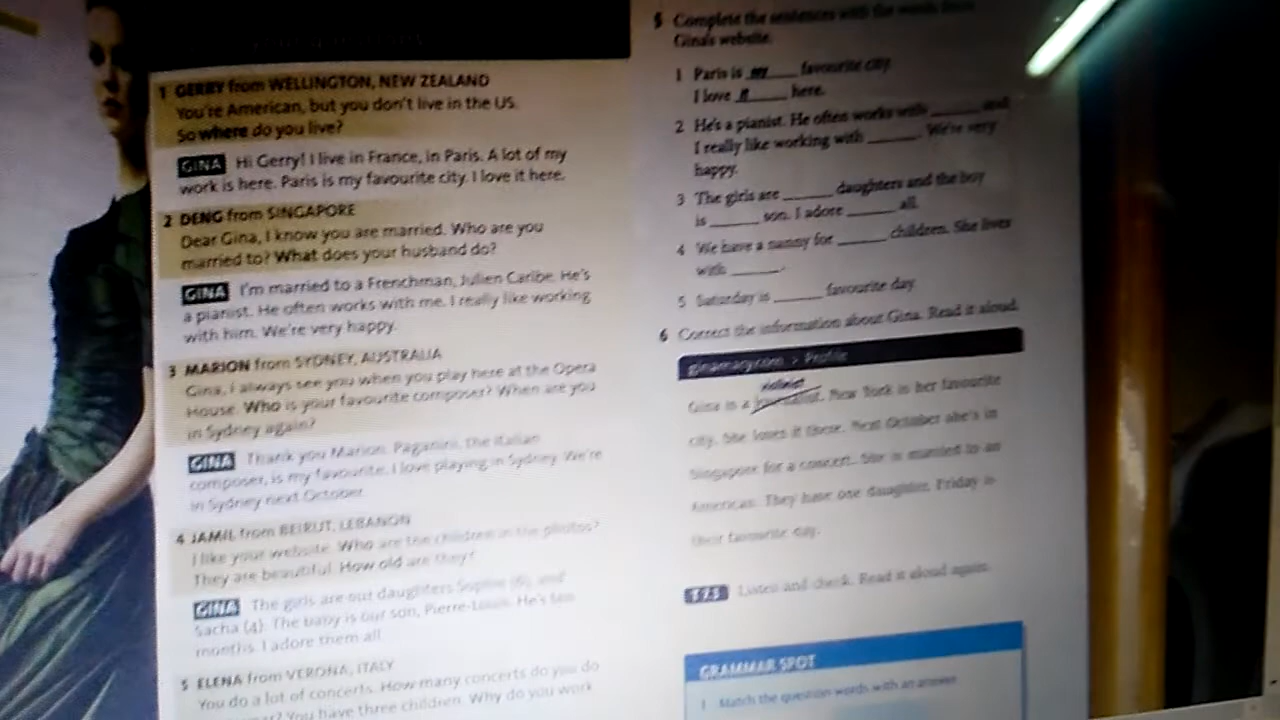 1 GERRY from WELLINGTON, NEW ZEALAND
You're American, but you don't live in the US.
So where do you live?
GINA Hi Gerry! I live in France, in Paris. A lot of my
work is here. Paris is my favourite city. I love it here.
2 DENG from SINGAPORE
Dear Gina, I know you are married. Who are you
married to? What does your husband do?
GINA I'm married to a Frenchman, Julien Caribe. He's
a pianist. He often works with me. I really like working
with him. We're very happy.
3 MARION from SYDNEY, AUSTRALIA
Gina, I always see you when you play here at the Opera
House. Who is your favourite composer? When are you
in Sydney again?
GINA Thank you Marion. Paganini, the Italian
composer, is my favourite. I love playing in Sydney. We're
in Sydney next October.
4 JAMIL from BEIRUT, LEBANON
I like your website. Who are the children in the photos?
They are beautiful. How old are they?
GINA The girls are our daughters Sophie (6), and
Sacha (4). The baby is our son, Pierre-Louis. He's ten
months. I adore them all.
5 ELENA from VERONA, ITALY
You do a lot of concerts. How many concerts do you do
You have three children. Why do you work
5 Complete the sentences with the words from
Gina's website.
1 Paris is my favourite city.
I love it here.
2 He's a pianist. He often works with ______ and
I really like working with ______. We're very
happy.
3 The girls are ______ daughters and the boy
is ______ son. I adore ______ all.
4 We have a nanny for ______ children. She lives
with ______.
5 Saturday is ______ favourite day.
6 Correct the information about Gina. Read it aloud.
ginamacy.com > Profile
violinist
Gina is a journalist. New York is her favourite
city. She loves it there. Next October she's in
Singapore for a concert. She is married to an
American. They have one daughter. Friday is
their favourite day.
Listen and check. Read it aloud again.
GRAMMAR SPOT
1 Match the question words with an answer.